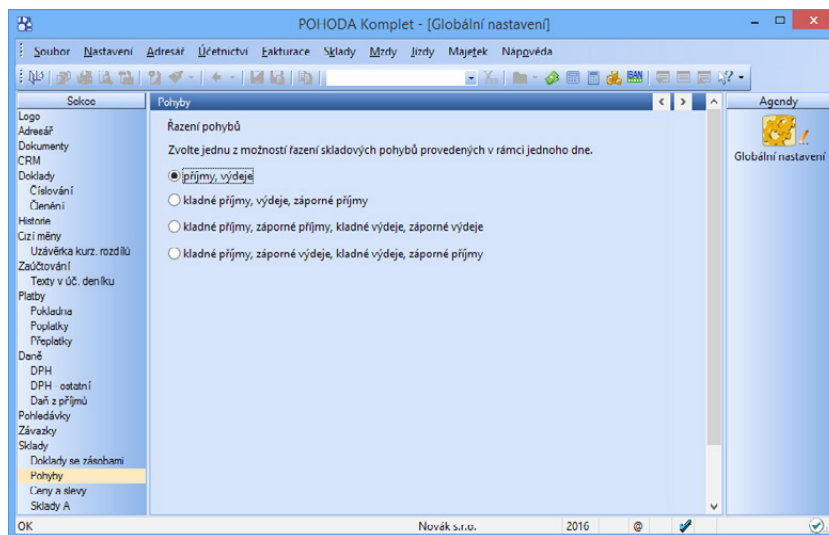 POHODA Komplet - [Globální nastavení]
Soubor Nastavení Adresář Účetnictví Fakturace Sklady Mzdy Jízdy Majetek Nápověda
IBAN
Sekce
Logo
Adresář
Dokumenty
CRM
Doklady
Číslování
Členění
Historie
Cizí měny
Uzávěrka kurz. rozdílů
Zaúčtování
Texty v úč. deníku
Platby
Pokladna
Poplatky
Přeplatky
Daně
DPH
DPH - ostatní
Daň z příjmů
Pohledávky
Závazky
Sklady
Doklady se zásobami
Pohyby
Ceny a slevy
Sklady A
Pohyby
Řazení pohybů
Zvolte jednu z možností řazení skladových pohybů provedených v rámci jednoho dne.
příjmy, výdeje
kladné příjmy, výdeje, záporné příjmy
kladné příjmy, záporné příjmy, kladné výdeje, záporné výdeje
kladné příjmy, záporné výdeje, kladné výdeje, záporné příjmy
Agendy
Globální nastavení
OK Novák s.r.o. 2016 @